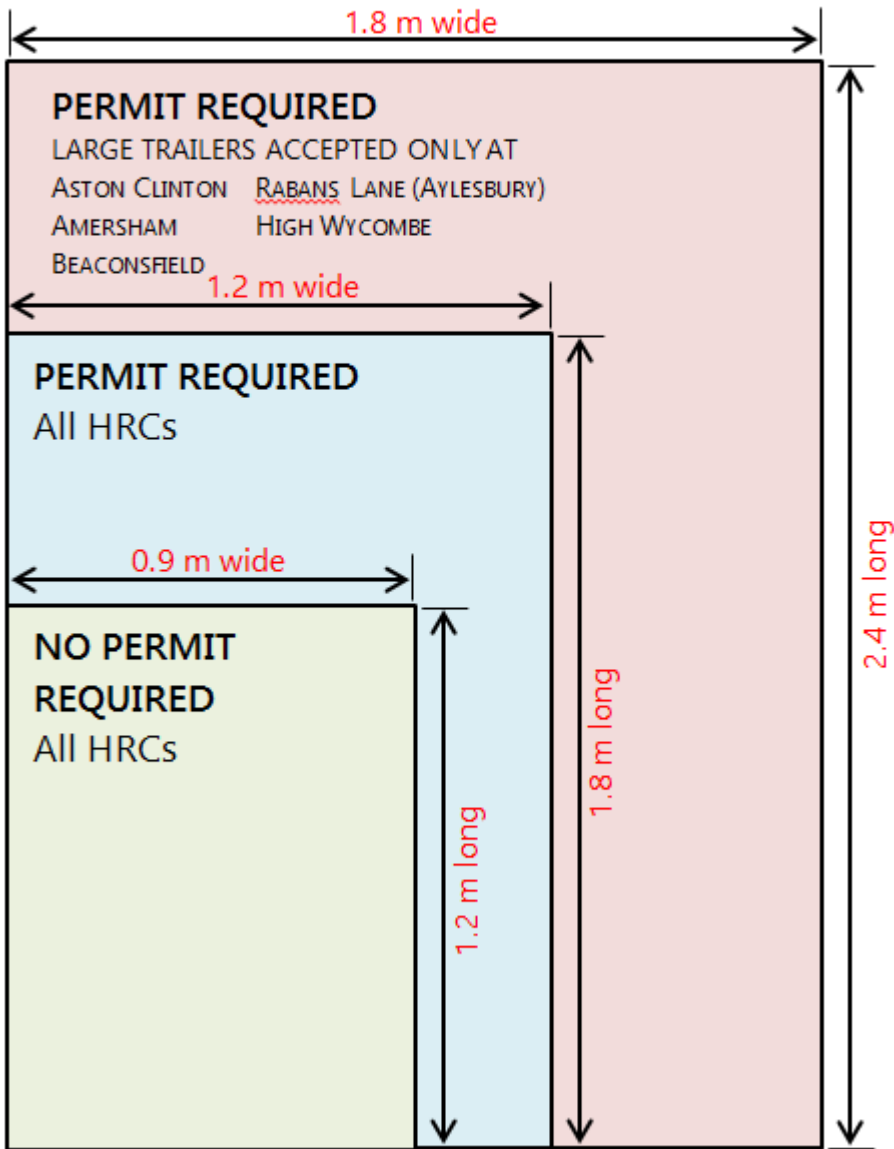 1.8 m wide
PERMIT REQUIRED
LARGE TRAILERS ACCEPTED ONLY AT
ASTON CLINTON RABANS LANE (AYLESBURY)
AMERSHAM HIGH WYCOMBE
BEACONSFIELD
1.2 m wide
PERMIT REQUIRED
All HRCs
0.9 m wide
NO PERMIT
REQUIRED
All HRCs
1.2 m long
1.8 m long
2.4 m long